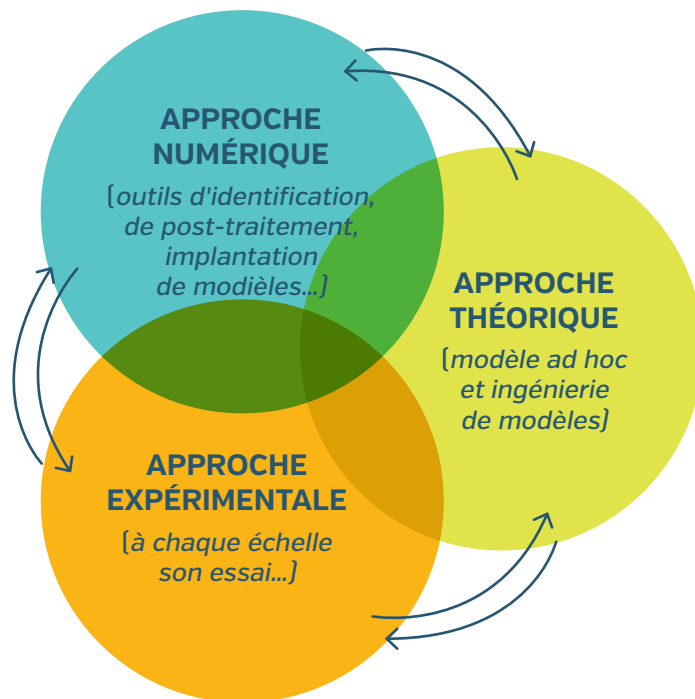 APPROCHE
NUMÉRIQUE
(outils d'identification,
de post-traitement,
implantation
de modièles...)
APPROCHE
THÉORIQUE
(modèle ad hoc
et ingénierie
de modèles)
APPROCHE
EXPÉRIMENTALE
(à chaque échelle
son essai...)